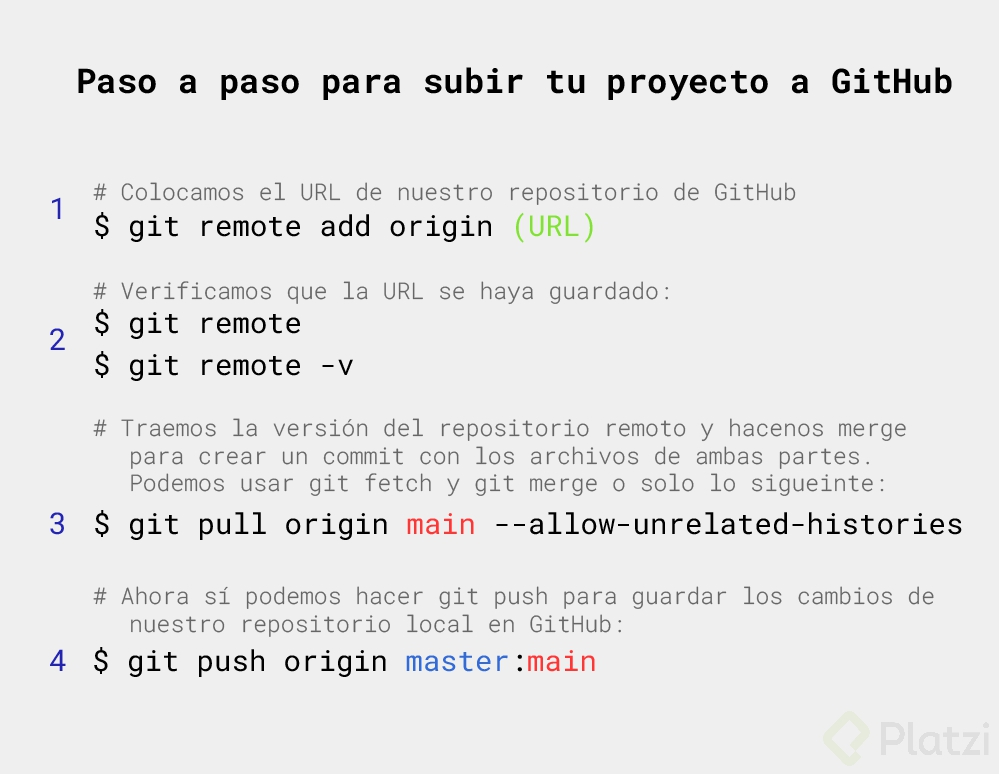 Paso a paso para subir tu proyecto a GitHub
# Colocamos el URL de nuestro repositorio de GitHub
1 $ git remote add origin (URL)
# Verificamos que la URL se haya guardado:
$ git remote
2
$ git remote -v
# Traemos la versión del repositorio remoto y hacenos merge
para crear un commit con los archivos de ambas partes.
Podemos usar git fetch y git merge o solo lo sigueinte:
3 $ git pull origin main --allow-unrelated-histories
# Ahora sí podemos hacer git push para guardar los cambios de
nuestro repositorio local en GitHub:
4 $ git push origin master:main
Platzi